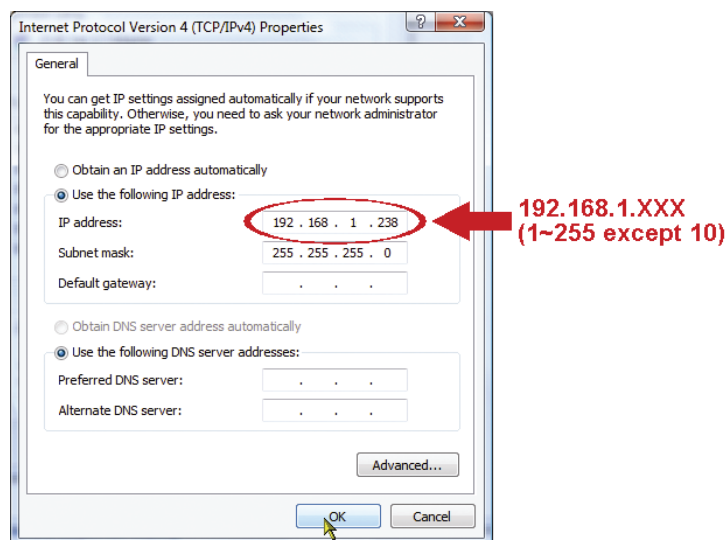 Internet Protocol Version 4 (TCP/IPv4) Properties
General
You can get IP settings assigned automatically if your network supports
this capability. Otherwise, you need to ask your network administrator
for the appropriate IP settings.
Obtain an IP address automatically
Use the following IP address:
IP address: 192 . 168 . 1 . 238
Subnet mask: 255 . 255 . 255 . 0
Default gateway: . . .
Obtain DNS server address automatically
Use the following DNS server addresses:
Preferred DNS server: . . .
Alternate DNS server: . . .
Advanced...
OK Cancel
192.168.1.XXX
(1~255 except 10)